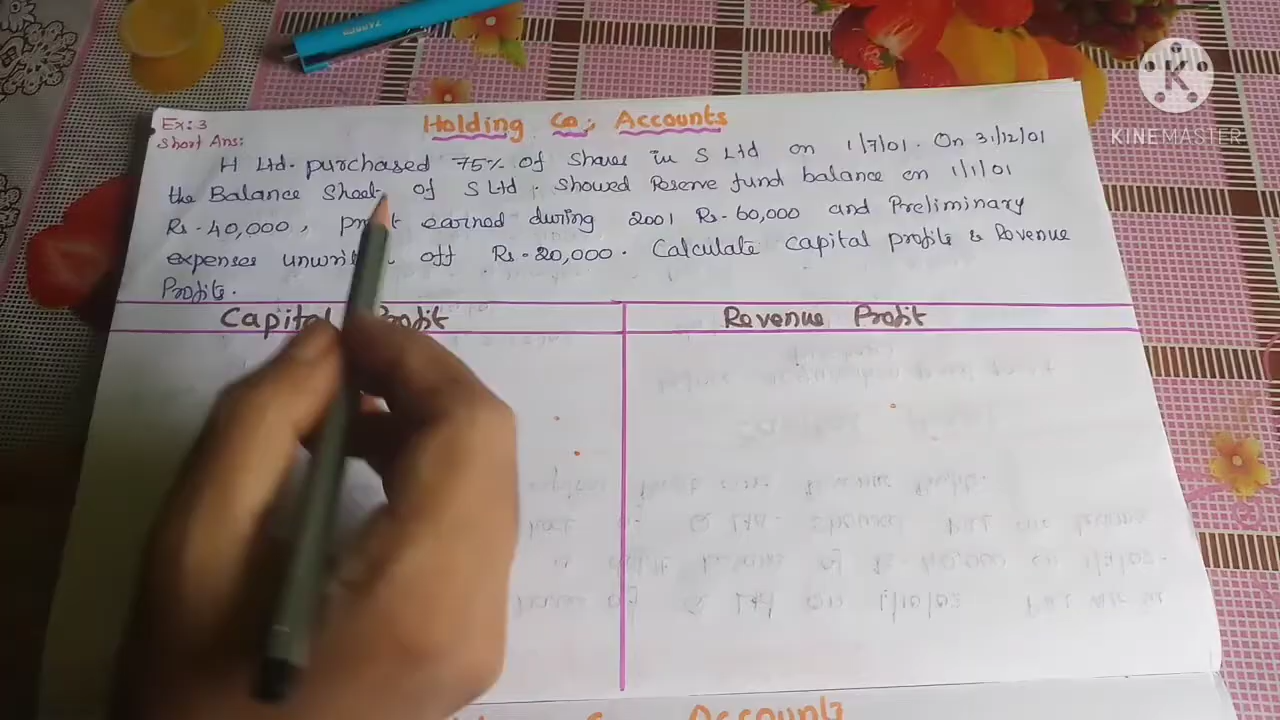 Ex: 3
Holding Co; Accounts
Short Ans:
H Ltd. purchased 75% of Shares in S Ltd on 1/7/01. On 31/12/01
the Balance Sheet of S Ltd. Showed Reserve fund balance on 1/1/01
Rs. 40,000, earned during 2001 Rs. 60,000 and Preliminary
expenses off Rs. 20,000. Calculate capital profit & Revenue
Profit.
Capital Profit
Revenue Profit
Accounts
KINEMASTER